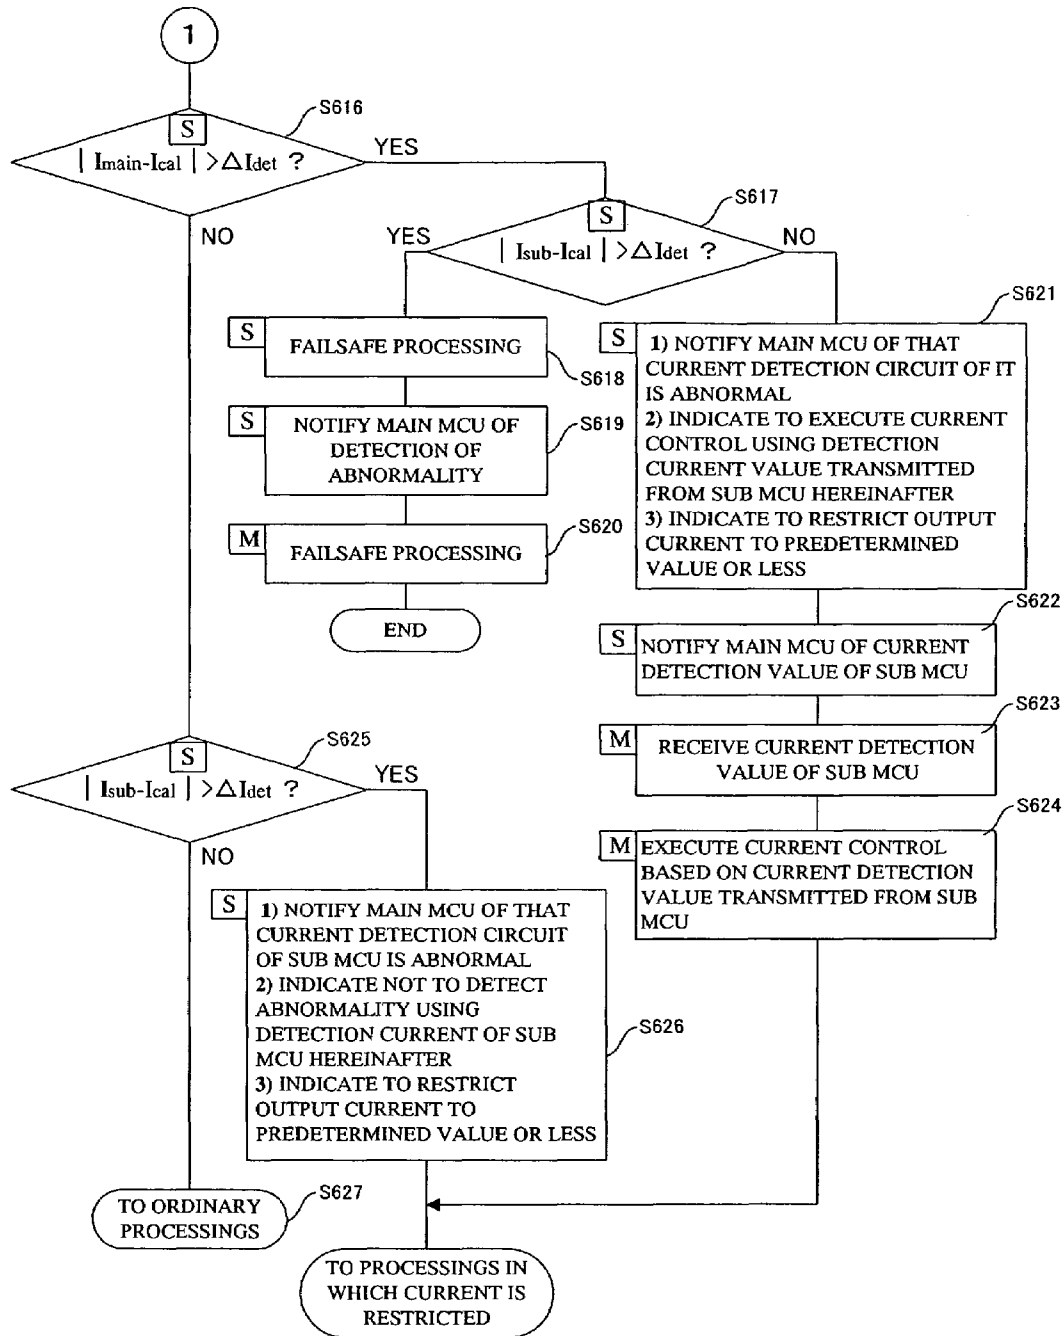 1
S616
S
| Imain-Ical | >△Idet ?
YES
NO
S617
S
| Isub-Ical | >△Idet ?
YES
NO
S
FAILSAFE PROCESSING
S618
S
NOTIFY MAIN MCU OF
DETECTION OF
ABNORMALITY
S619
M
FAILSAFE PROCESSING
S620
END
S621
S
1) NOTIFY MAIN MCU OF THAT
CURRENT DETECTION CIRCUIT OF IT
IS ABNORMAL
2) INDICATE TO EXECUTE CURRENT
CONTROL USING DETECTION
CURRENT VALUE TRANSMITTED
FROM SUB MCU HEREINAFTER
3) INDICATE TO RESTRICT OUTPUT
CURRENT TO PREDETERMINED
VALUE OR LESS
S622
S
NOTIFY MAIN MCU OF CURRENT
DETECTION VALUE OF SUB MCU
S623
M
RECEIVE CURRENT DETECTION
VALUE OF SUB MCU
S624
M
EXECUTE CURRENT CONTROL
BASED ON CURRENT DETECTION
VALUE TRANSMITTED FROM SUB
MCU
S625
S
| Isub-Ical | >△Idet ?
YES
NO
S
1) NOTIFY MAIN MCU OF THAT
CURRENT DETECTION CIRCUIT
OF SUB MCU IS ABNORMAL
2) INDICATE NOT TO DETECT
ABNORMALITY USING
DETECTION CURRENT OF SUB
MCU HEREINAFTER
3) INDICATE TO RESTRICT
OUTPUT CURRENT TO
PREDETERMINED VALUE OR LESS
S626
TO ORDINARY
PROCESSINGS
S627
TO PROCESSINGS IN
WHICH CURRENT IS
RESTRICTED